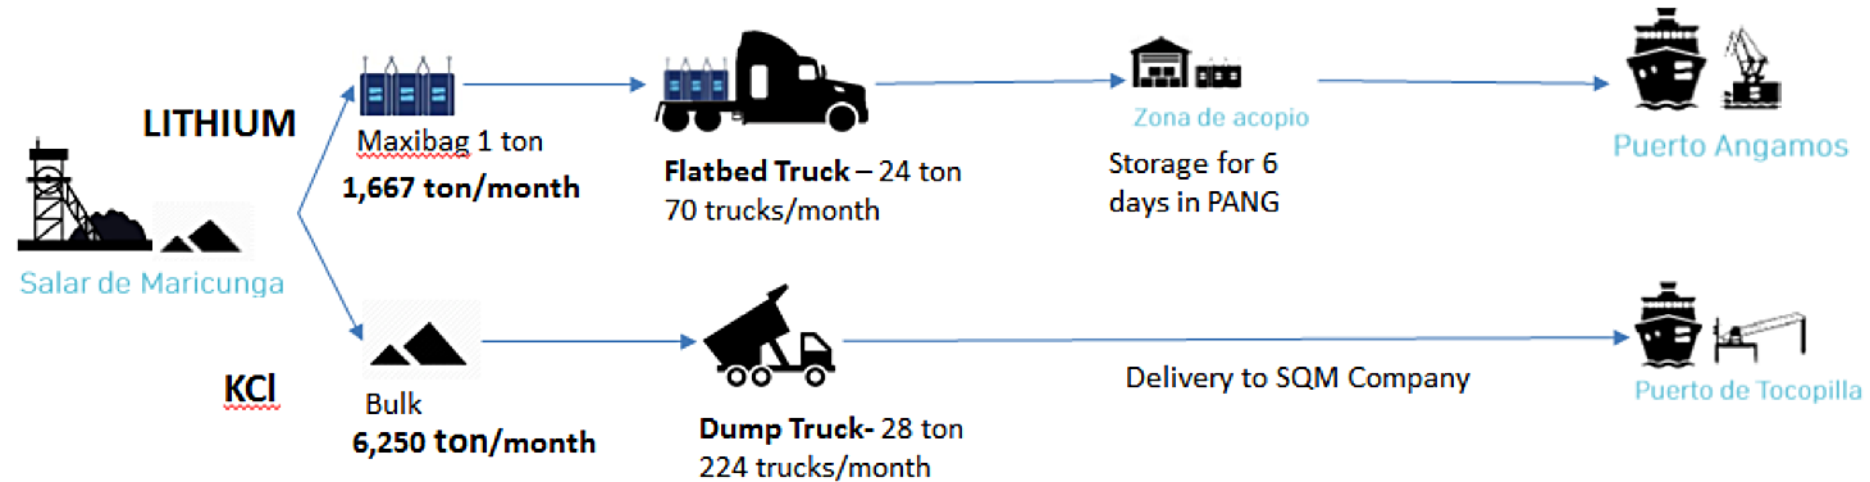 LITHIUM
Salar de Maricunga
Maxibag 1 ton
1,667 ton/month
Flatbed Truck – 24 ton
70 trucks/month
Zona de acopio
Storage for 6
days in PANG
Puerto Angamos
KCl
Bulk
6,250 ton/month
Dump Truck- 28 ton
224 trucks/month
Delivery to SQM Company
Puerto de Tocopilla